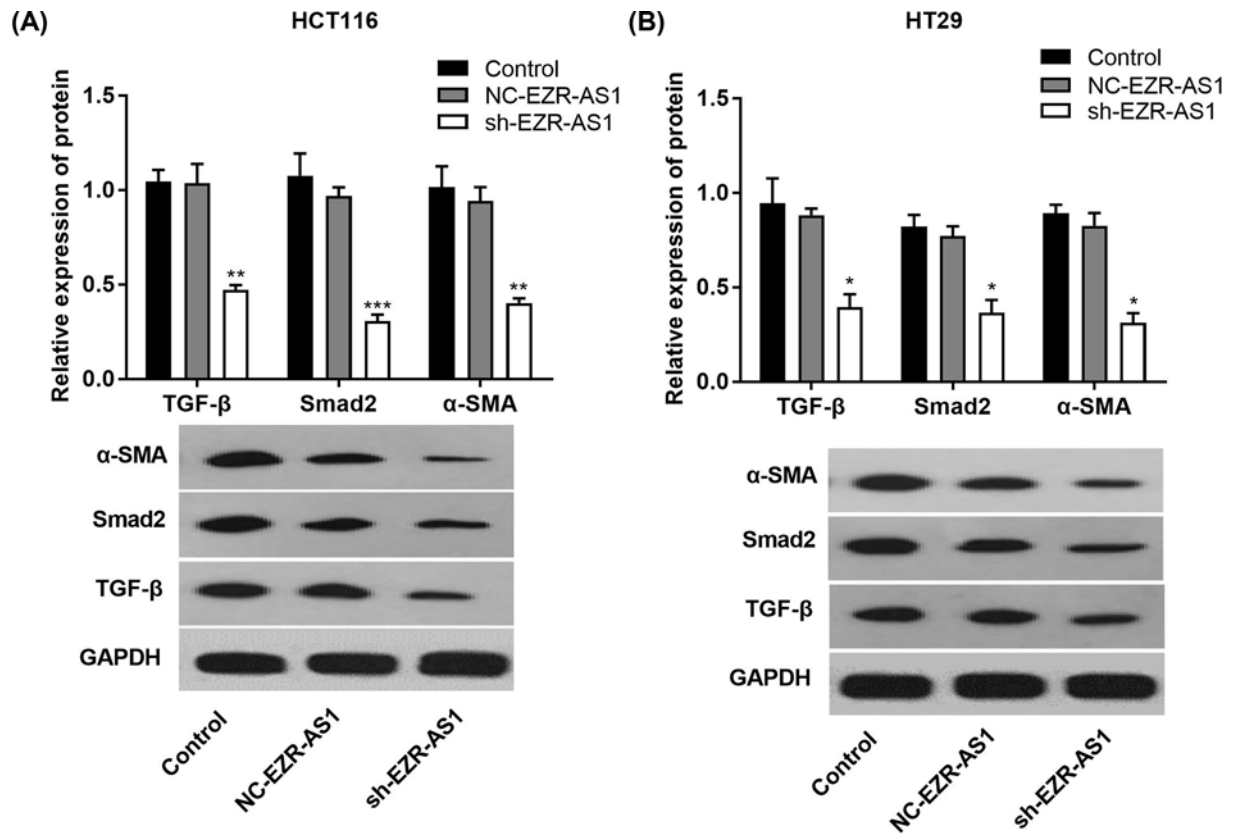 (A)
HCT116
Control
NC-EZR-AS1
sh-EZR-AS1
Relative expression of protein
1.5
1.0
0.5
0.0
**
***
**
TGF-β
Smad2
α-SMA
α-SMA
Smad2
TGF-β
GAPDH
Control
NC-EZR-AS1
sh-EZR-AS1
(B)
HT29
Control
NC-EZR-AS1
sh-EZR-AS1
Relative expression of protein
1.5
1.0
0.5
0.0
*
*
*
TGF-β
Smad2
α-SMA
α-SMA
Smad2
TGF-β
GAPDH
Control
NC-EZR-AS1
sh-EZR-AS1